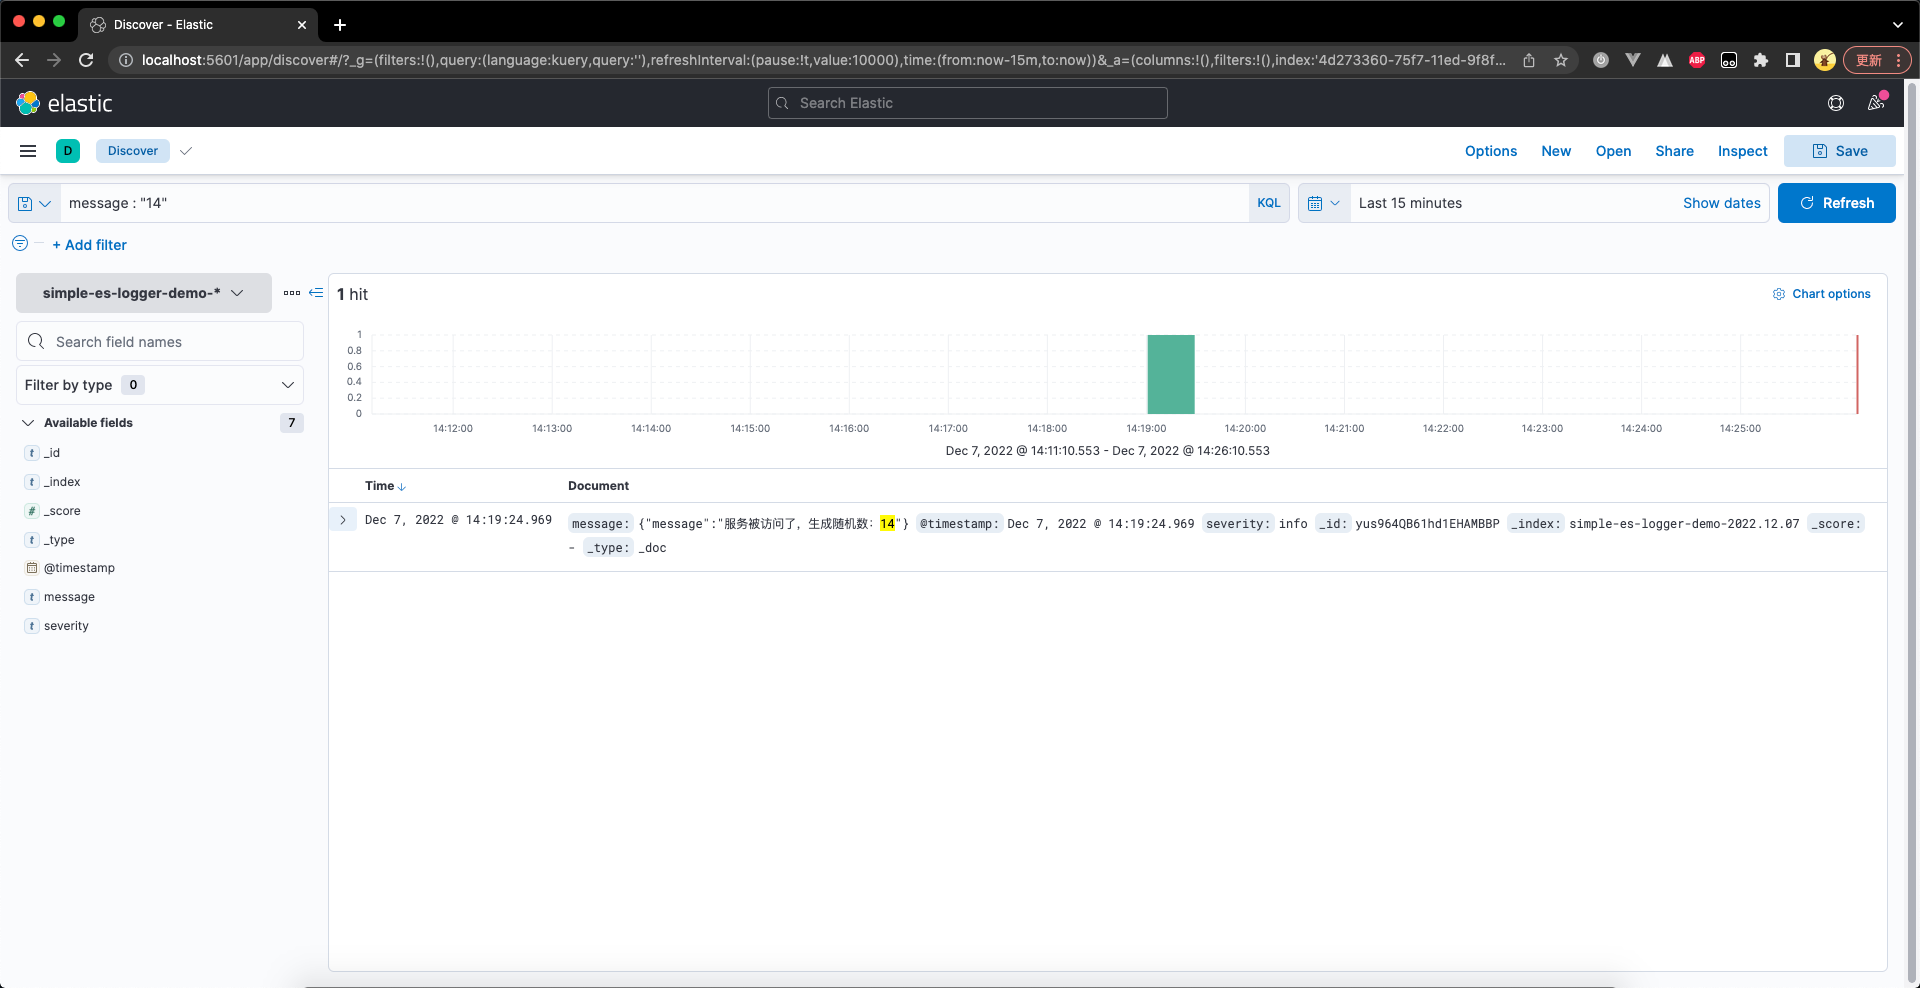 Discover - Elastic
localhost:5601/app/discover#/?_g=(filters:!(),query:(language:kuery,query:''),refreshInterval:(pause:!t,value:10000),time:(from:now-15m,to:now))&_a=(columns:!(),filters:!(),index:'4d273360-75f7-11ed-9f8f...
ABP
更新
elastic
Search Elastic
D
Discover
Options
New
Open
Share
Inspect
Save
message : "14"
KQL
Last 15 minutes
Show dates
Refresh
+ Add filter
simple-es-logger-demo-*
Search field names
Filter by type 0
Available fields 7
t _id
t _index
# _score
t _type
@timestamp
t message
t severity
1 hit
Chart options
1
0.8
0.6
0.4
0.2
0
14:12:00 14:13:00 14:14:00 14:15:00 14:16:00 14:17:00 14:18:00 14:19:00 14:20:00 14:21:00 14:22:00 14:23:00 14:24:00 14:25:00
Dec 7, 2022 @ 14:11:10.553 - Dec 7, 2022 @ 14:26:10.553
Time Document
Dec 7, 2022 @ 14:19:24.969 message: {"message":"服务被访问了，生成随机数：14"} @timestamp: Dec 7, 2022 @ 14:19:24.969 severity: info _id: yus964QB61hd1EHAMBBP _index: simple-es-logger-demo-2022.12.07 _score:
- _type: _doc